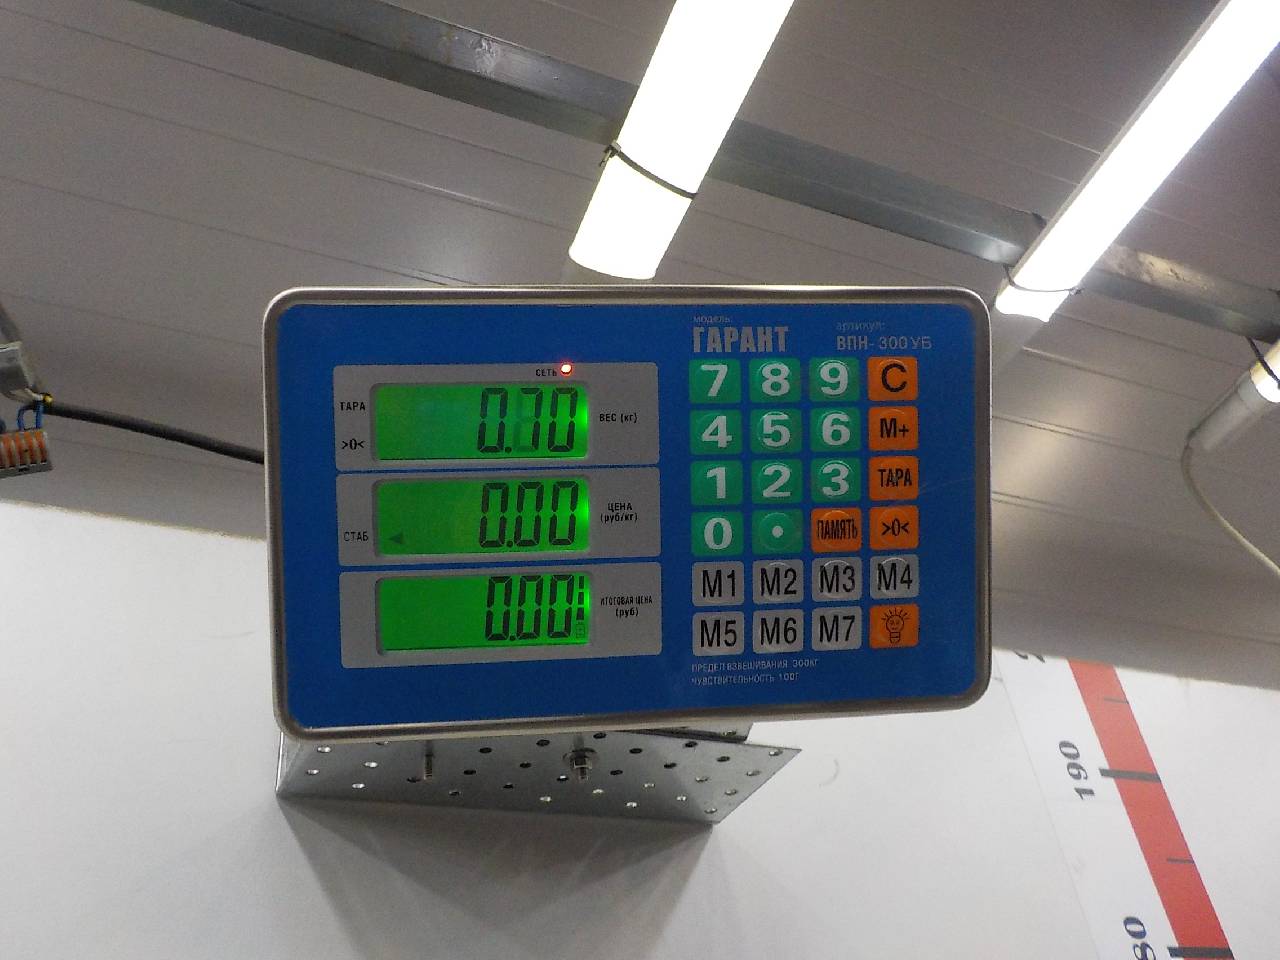 модель:
ГАРАНТ
артикул:
ВПН-300УБ
СЕТЬ
ТАРА
>0<
0.70
ВЕС (кг)
СТАБ
0.00
ЦЕНА
(руб/кг)
0.00
ИТОГОВАЯ ЦЕНА
(руб)
7 8 9 C
4 5 6 M+
1 2 3 ТАРА
0 . ПАМЯТЬ >0<
M1 M2 M3 M4
M5 M6 M7
ПРЕДЕЛ ВЗВЕШИВАНИЯ 300КГ
ЧУВСТВИТЕЛЬНОСТЬ 100Г
190
80